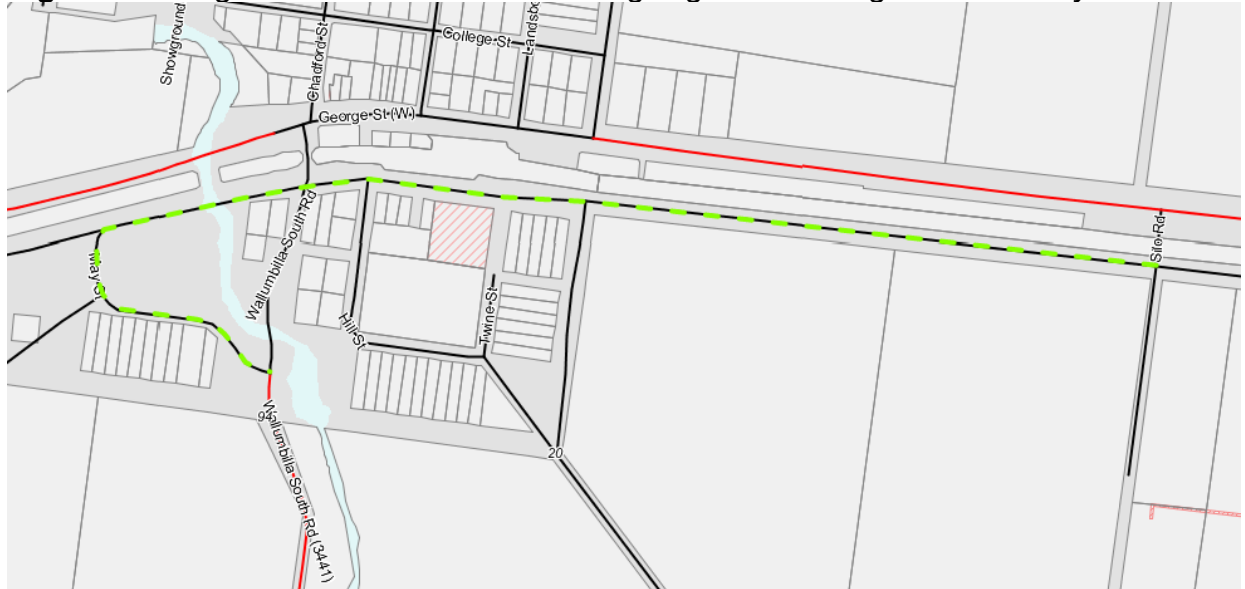 Showground
Chadford St
College St
Landsbo
George St (W)
Wallumbilla South Rd
May St
Hill St
Twine St
Silo Rd
94
20
Wallumbilla South Rd (3441)